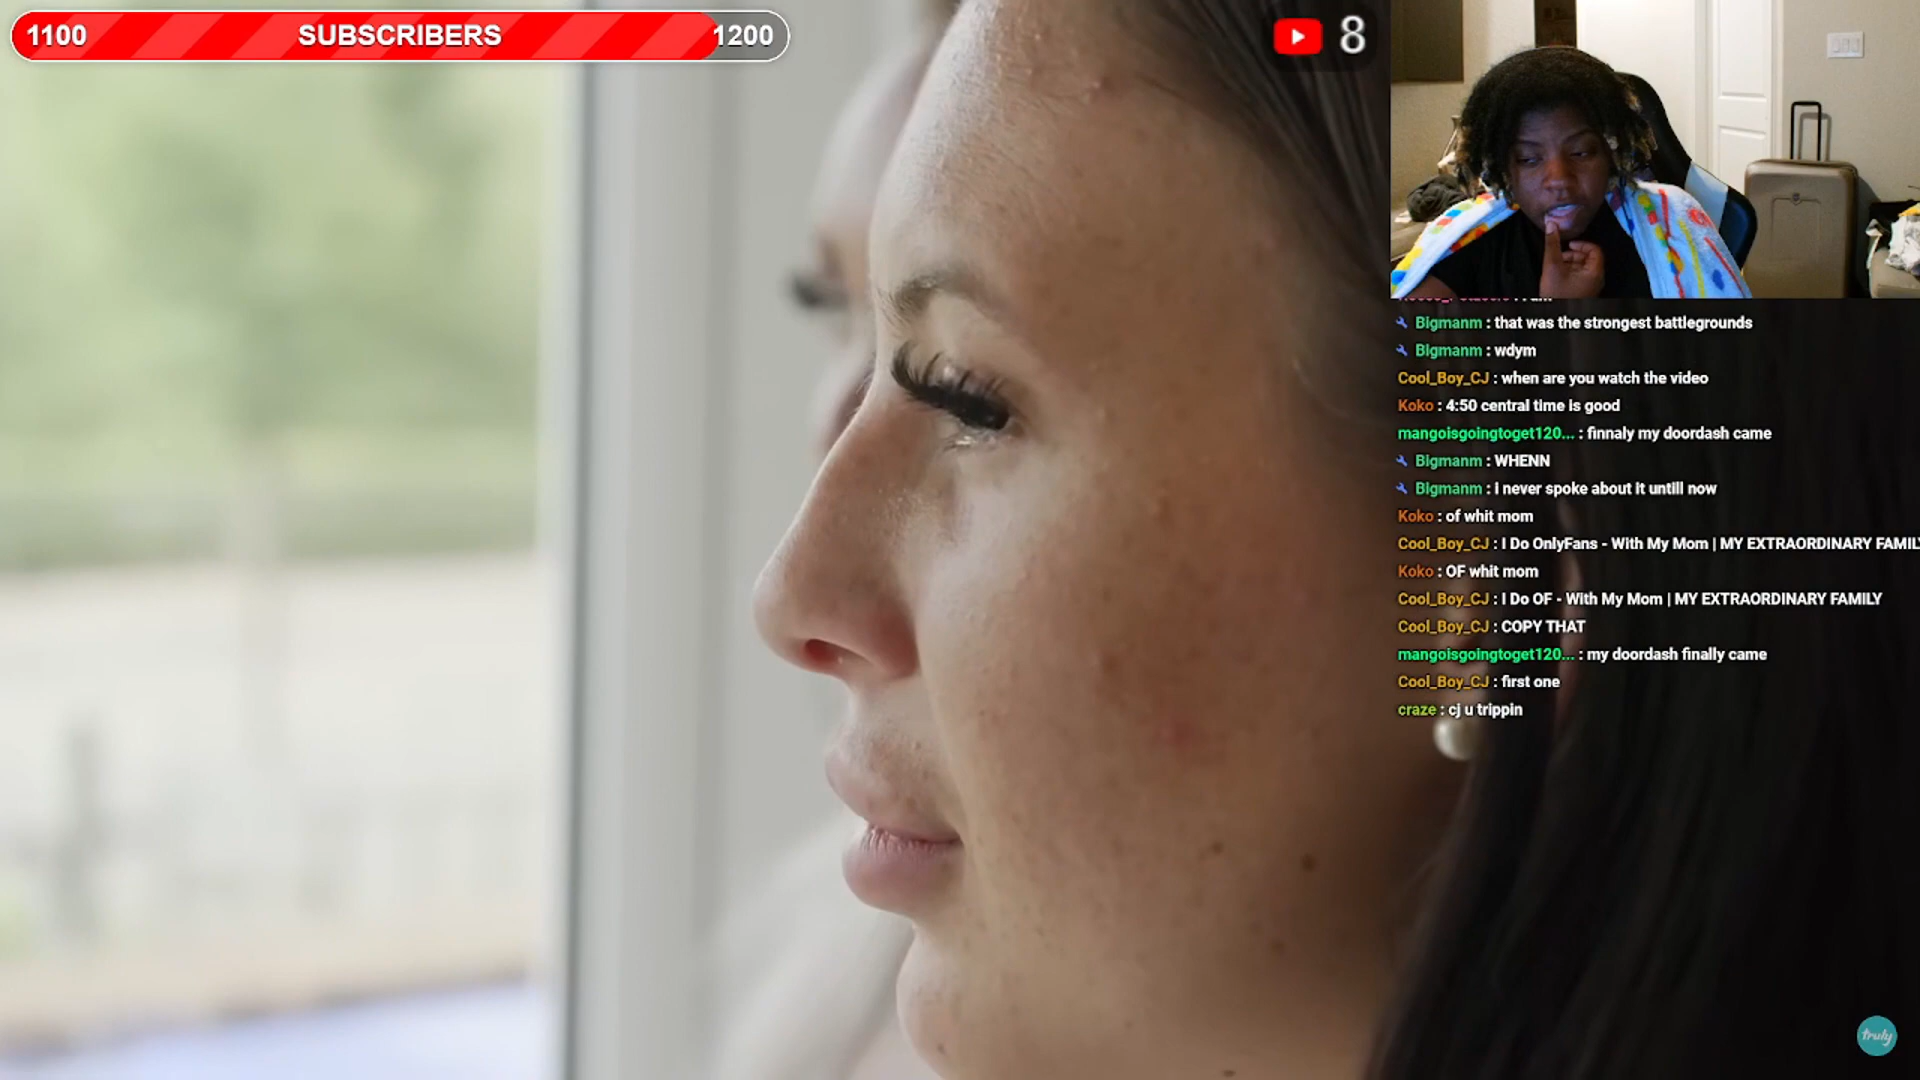 1100 SUBSCRIBERS 1200
8
Bigmanm : that was the strongest battlegrounds
Bigmanm : wdym
Cool_Boy_CJ : when are you watch the video
Koko : 4:50 central time is good
mangoisgoingtoget120... : finnaly my doordash came
Bigmanm : WHENN
Bigmanm : I never spoke about it untill now
Koko : of whit mom
Cool_Boy_CJ : I Do OnlyFans - With My Mom | MY EXTRAORDINARY FAMIL
Koko : OF whit mom
Cool_Boy_CJ : I Do OF - With My Mom | MY EXTRAORDINARY FAMILY
Cool_Boy_CJ : COPY THAT
mangoisgoingtoget120... : my doordash finally came
Cool_Boy_CJ : first one
craze : cj u trippin
truly